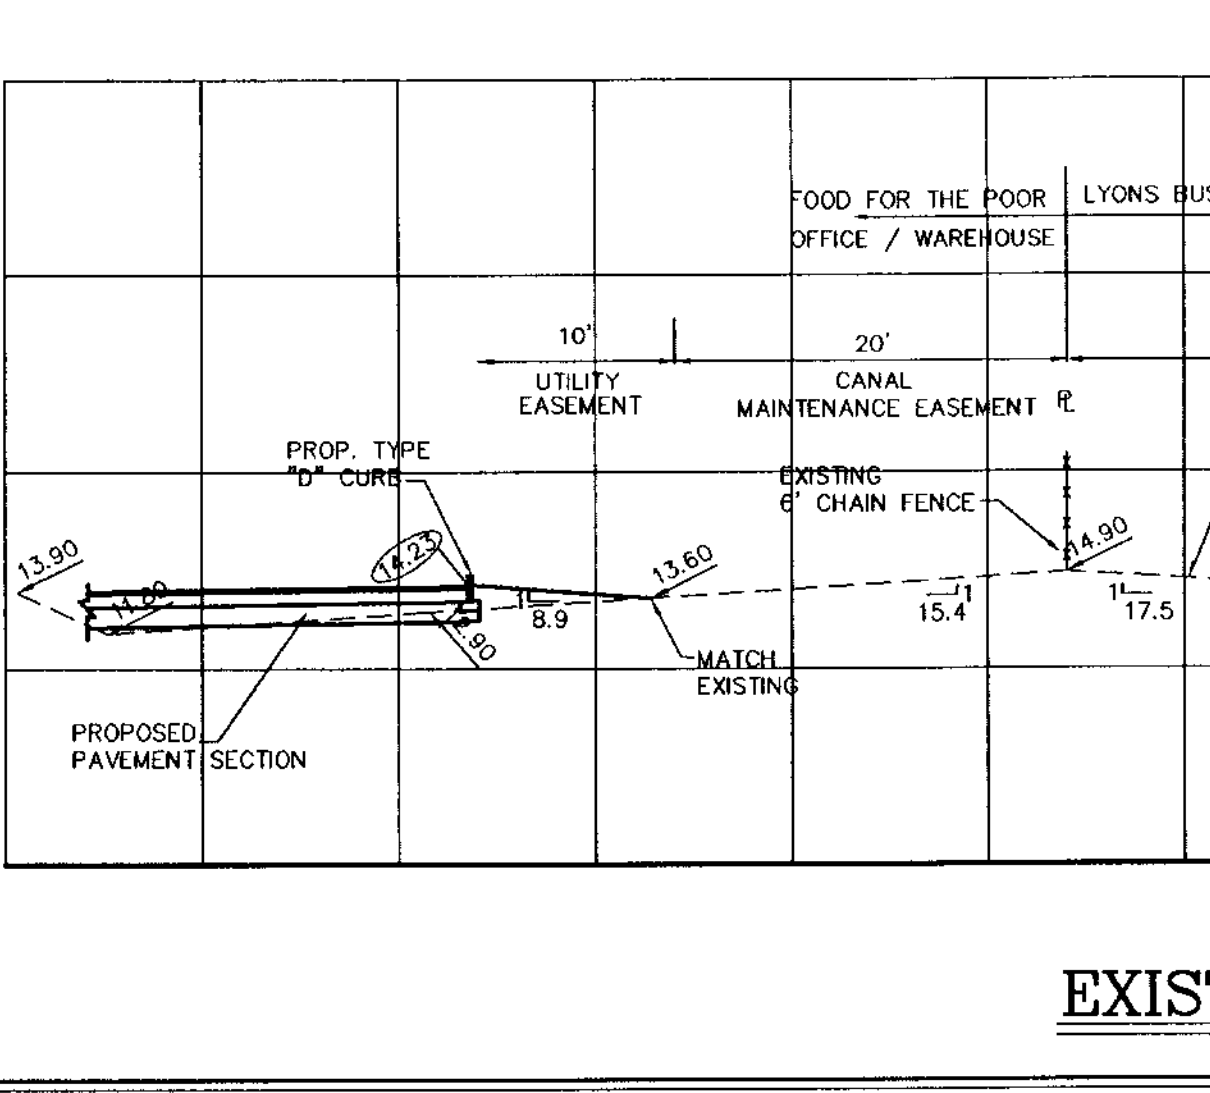 FOOD FOR THE POOR
OFFICE / WAREHOUSE
LYONS BUS
10'
UTILITY
EASEMENT
20'
CANAL
MAINTENANCE EASEMENT
PL
PROP. TYPE
"D" CURB
EXISTING
6' CHAIN FENCE
13.90
14.23
13.60
14.90
1
8.9
15.4
1
1
17.5
MATCH
EXISTING
PROPOSED
PAVEMENT SECTION
EXIST